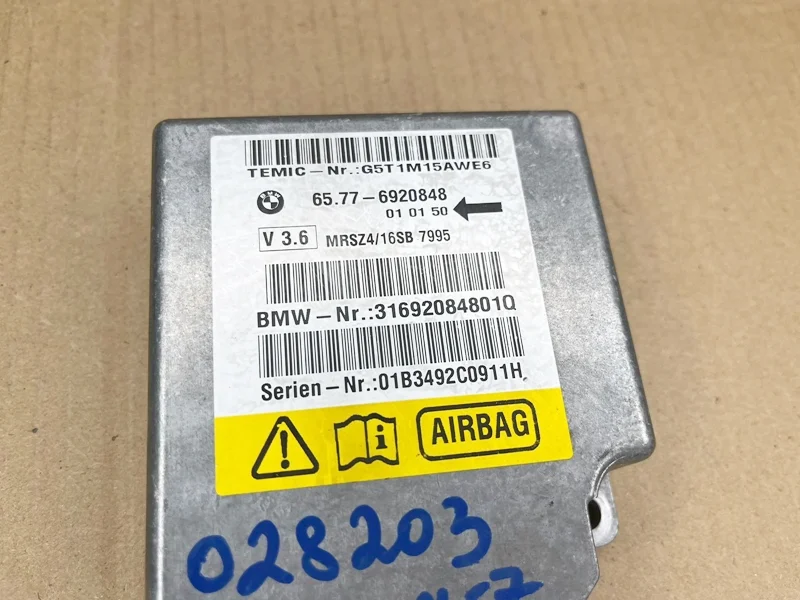 TEMIC-Nr.:G5T1M15AWE6
BMW
65.77-6920848
01 01 50
V 3.6 MRSZ4/16SB 7995
BMW-Nr.:31692084801Q
Serien-Nr.:01B3492C0911H
i AIRBAG
028203